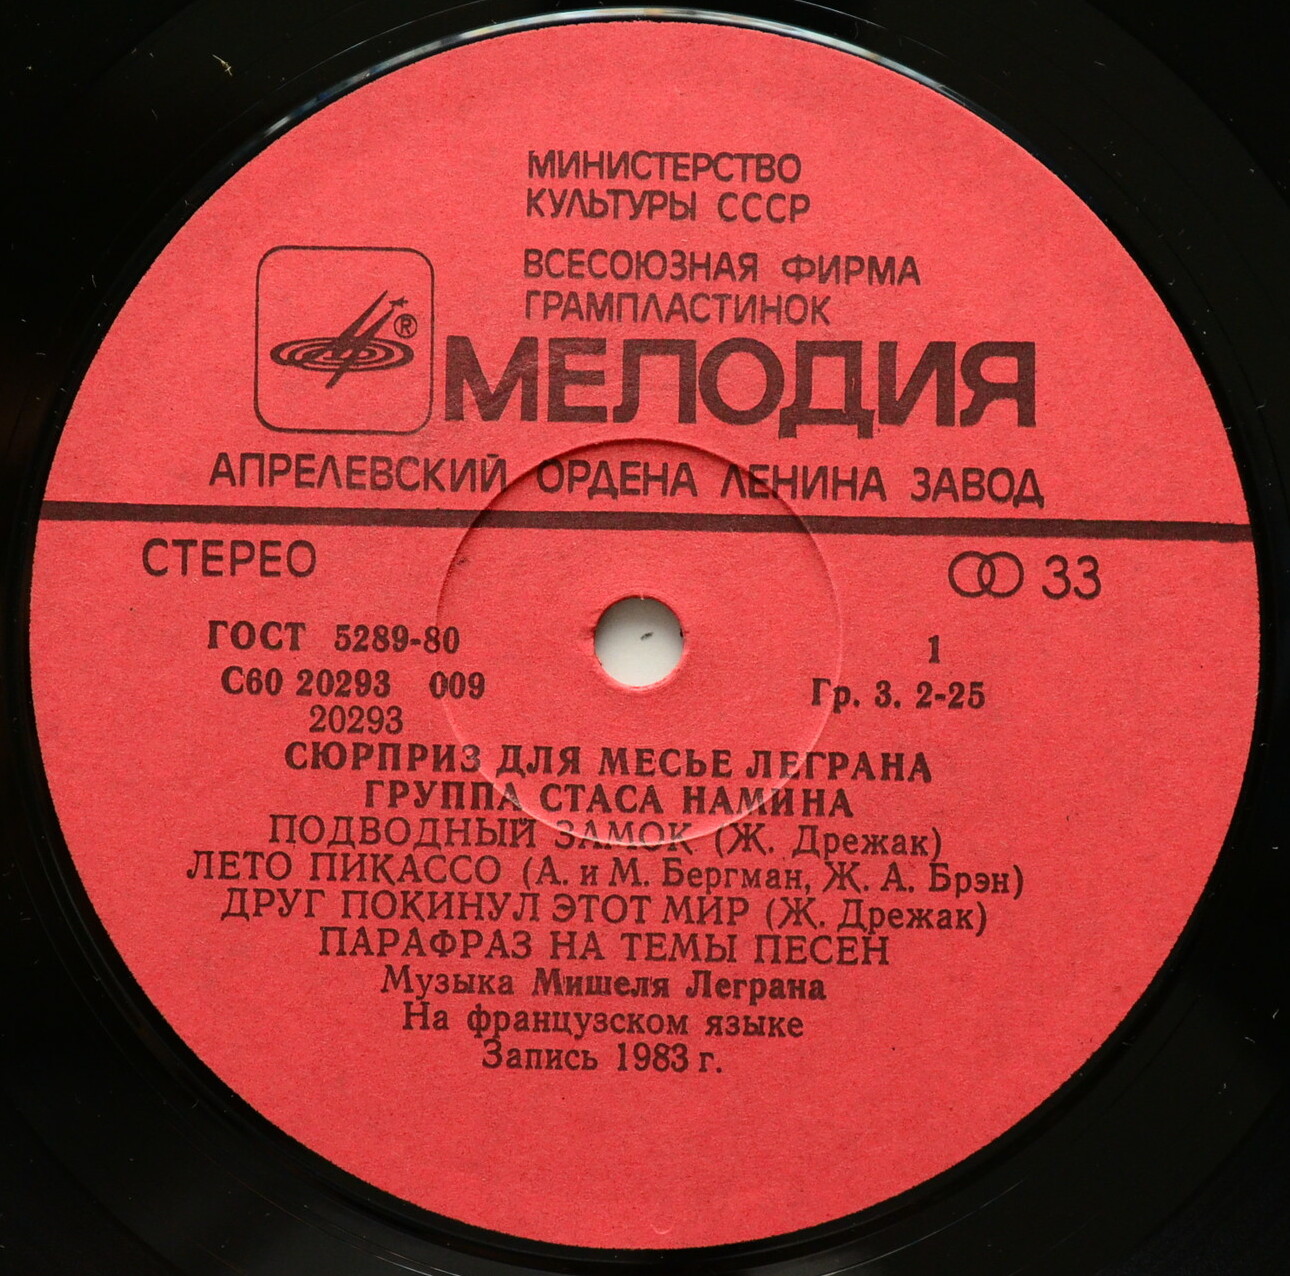 МИНИСТЕРСТВО
КУЛЬТУРЫ СССР
ВСЕСОЮЗНАЯ ФИРМА
ГРАМПЛАСТИНОК
®
МЕЛОДИЯ
АПРЕЛЕВСКИЙ ОРДЕНА ЛЕНИНА ЗАВОД
СТЕРЕО
33
ГОСТ 5289-80
1
С60 20293 009
Гр. 3. 2-25
20293
СЮРПРИЗ ДЛЯ МЕСЬЕ ЛЕГРАНА
ГРУППА СТАСА НАМИНА
ПОДВОДНЫЙ ЗАМОК (Ж. Дрежак)
ЛЕТО ПИКАССО (А. и М. Бергман, Ж. А. Брэн)
ДРУГ ПОКИНУЛ ЭТОТ МИР (Ж. Дрежак)
ПАРАФРАЗ НА ТЕМЫ ПЕСЕН
Музыка Мишеля Леграна
На французском языке
Запись 1983 г.